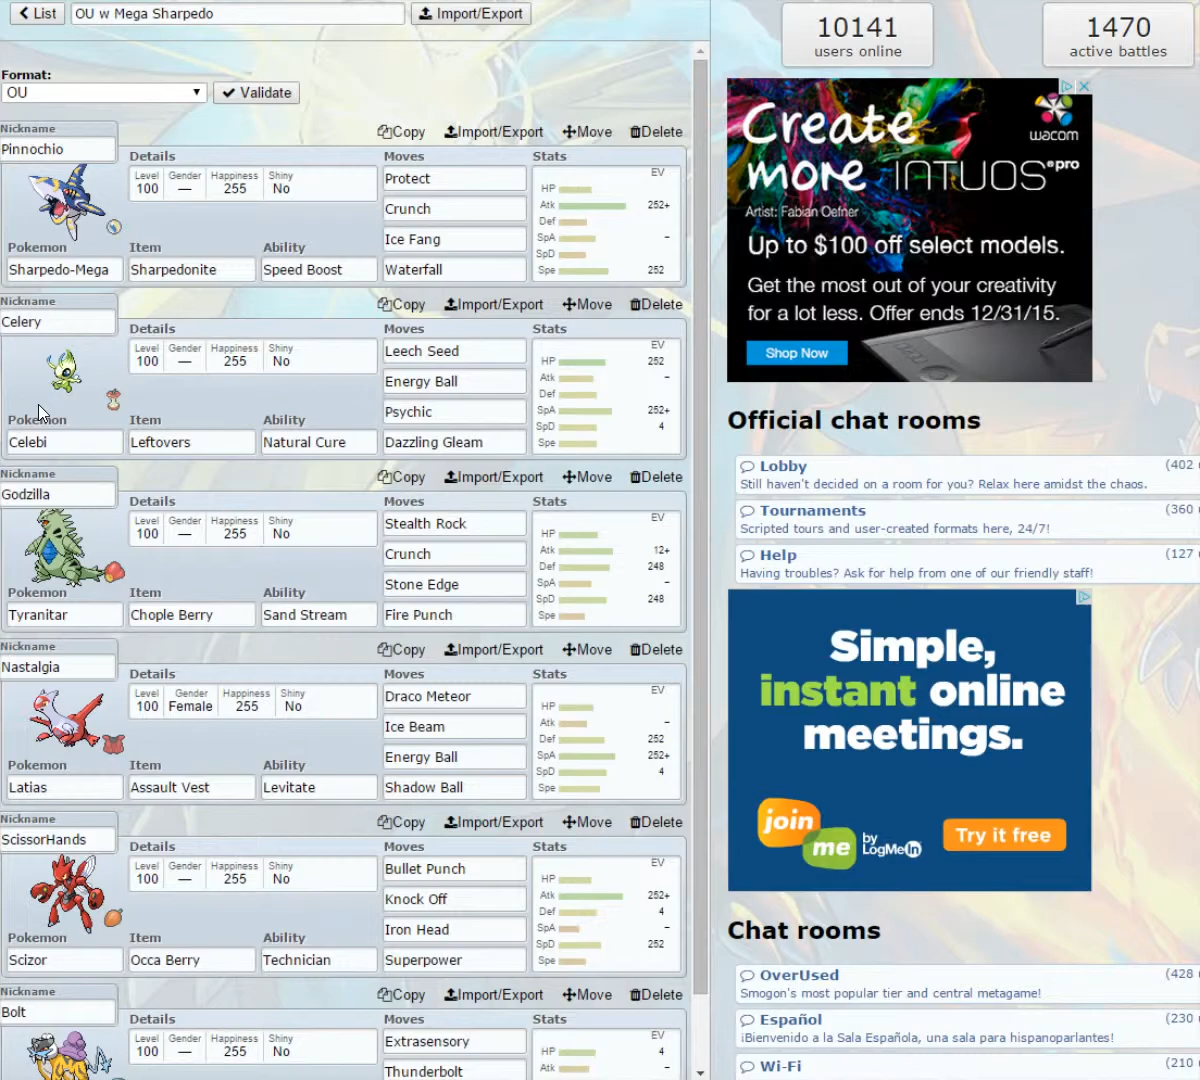 List
OU w Mega Sharpedo
Import/Export
Format:
OU
Validate
Nickname
Pinnochio
Copy Import/Export Move Delete
Details Moves Stats
Level Gender Happiness Shiny
100 — 255 No
Protect
Crunch
Ice Fang
Waterfall
EV
HP
Atk 252+
Def
SpA –
SpD
Spe 252
Pokemon Item Ability
Sharpedo-Mega Sharpedonite Speed Boost
Nickname
Celery
Copy Import/Export Move Delete
Details Moves Stats
Level Gender Happiness Shiny
100 — 255 No
Leech Seed
Energy Ball
Psychic
Dazzling Gleam
EV
HP 252
Atk –
Def
SpA 252+
SpD 4
Spe
Pokemon Item Ability
Celebi Leftovers Natural Cure
Nickname
Godzilla
Copy Import/Export Move Delete
Details Moves Stats
Level Gender Happiness Shiny
100 — 255 No
Stealth Rock
Crunch
Stone Edge
Fire Punch
EV
HP
Atk 12+
Def 248
SpA –
SpD 248
Spe
Pokemon Item Ability
Tyranitar Chople Berry Sand Stream
Nickname
Nastalgia
Copy Import/Export Move Delete
Details Moves Stats
Level Gender Happiness Shiny
100 Female 255 No
Draco Meteor
Ice Beam
Energy Ball
Shadow Ball
EV
HP
Atk –
Def 252
SpA 252+
SpD 4
Spe
Pokemon Item Ability
Latias Assault Vest Levitate
Nickname
ScissorHands
Copy Import/Export Move Delete
Details Moves Stats
Level Gender Happiness Shiny
100 — 255 No
Bullet Punch
Knock Off
Iron Head
Superpower
EV
HP
Atk 252+
Def 4
SpA –
SpD 252
Spe
Pokemon Item Ability
Scizor Occa Berry Technician
Nickname
Bolt
Copy Import/Export Move Delete
Details Moves Stats
Level Gender Happiness Shiny
100 — 255 No
Extrasensory
Thunderbolt
EV
HP 4
Atk –
10141
users online
1470
active battles
Create
more INTUOS®pro
wacom
Artist: Fabian Oefner
Up to $100 off select models.
Get the most out of your creativity
for a lot less. Offer ends 12/31/15.
Shop Now
Official chat rooms
Lobby (402
Still haven't decided on a room for you? Relax here amidst the chaos.
Tournaments (360
Scripted tours and user-created formats here, 24/7!
Help (127
Having troubles? Ask for help from one of our friendly staff!
Simple,
instant online
meetings.
join
me by
LogMeIn
Try it free
Chat rooms
OverUsed (428
Smogon's most popular tier and central metagame!
Español (230
¡Bienvenido a la Sala Española, una sala para hispanoparlantes!
Wi-Fi (210